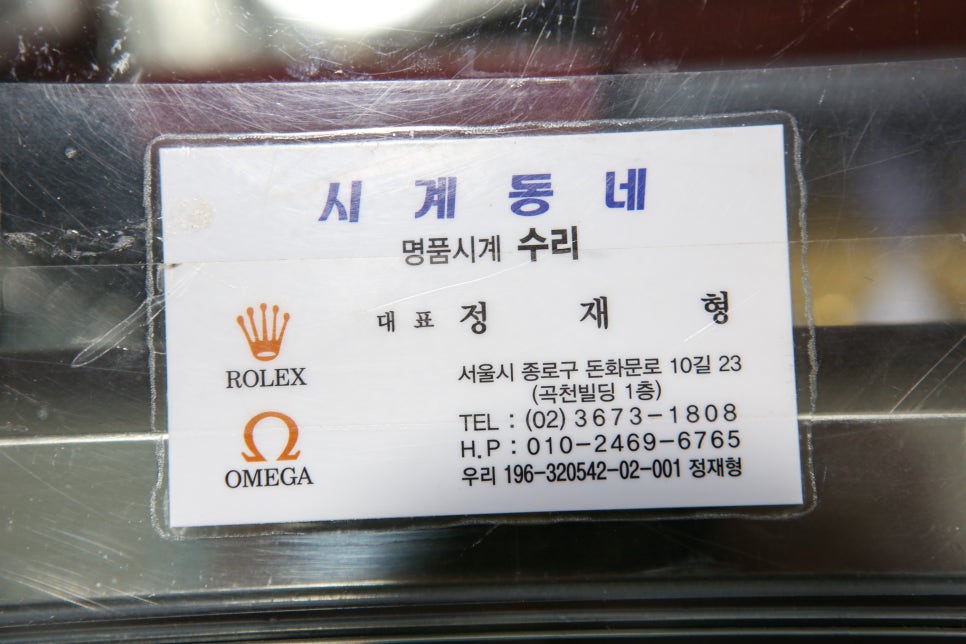 시계동네
명품시계 수리
대표 정재형
ROLEX
OMEGA
서울시 종로구 돈화문로 10길 23
(곡천빌딩 1층)
TEL : (02) 3673-1808
H.P : 010-2469-6765
우리 196-320542-02-001 정재형